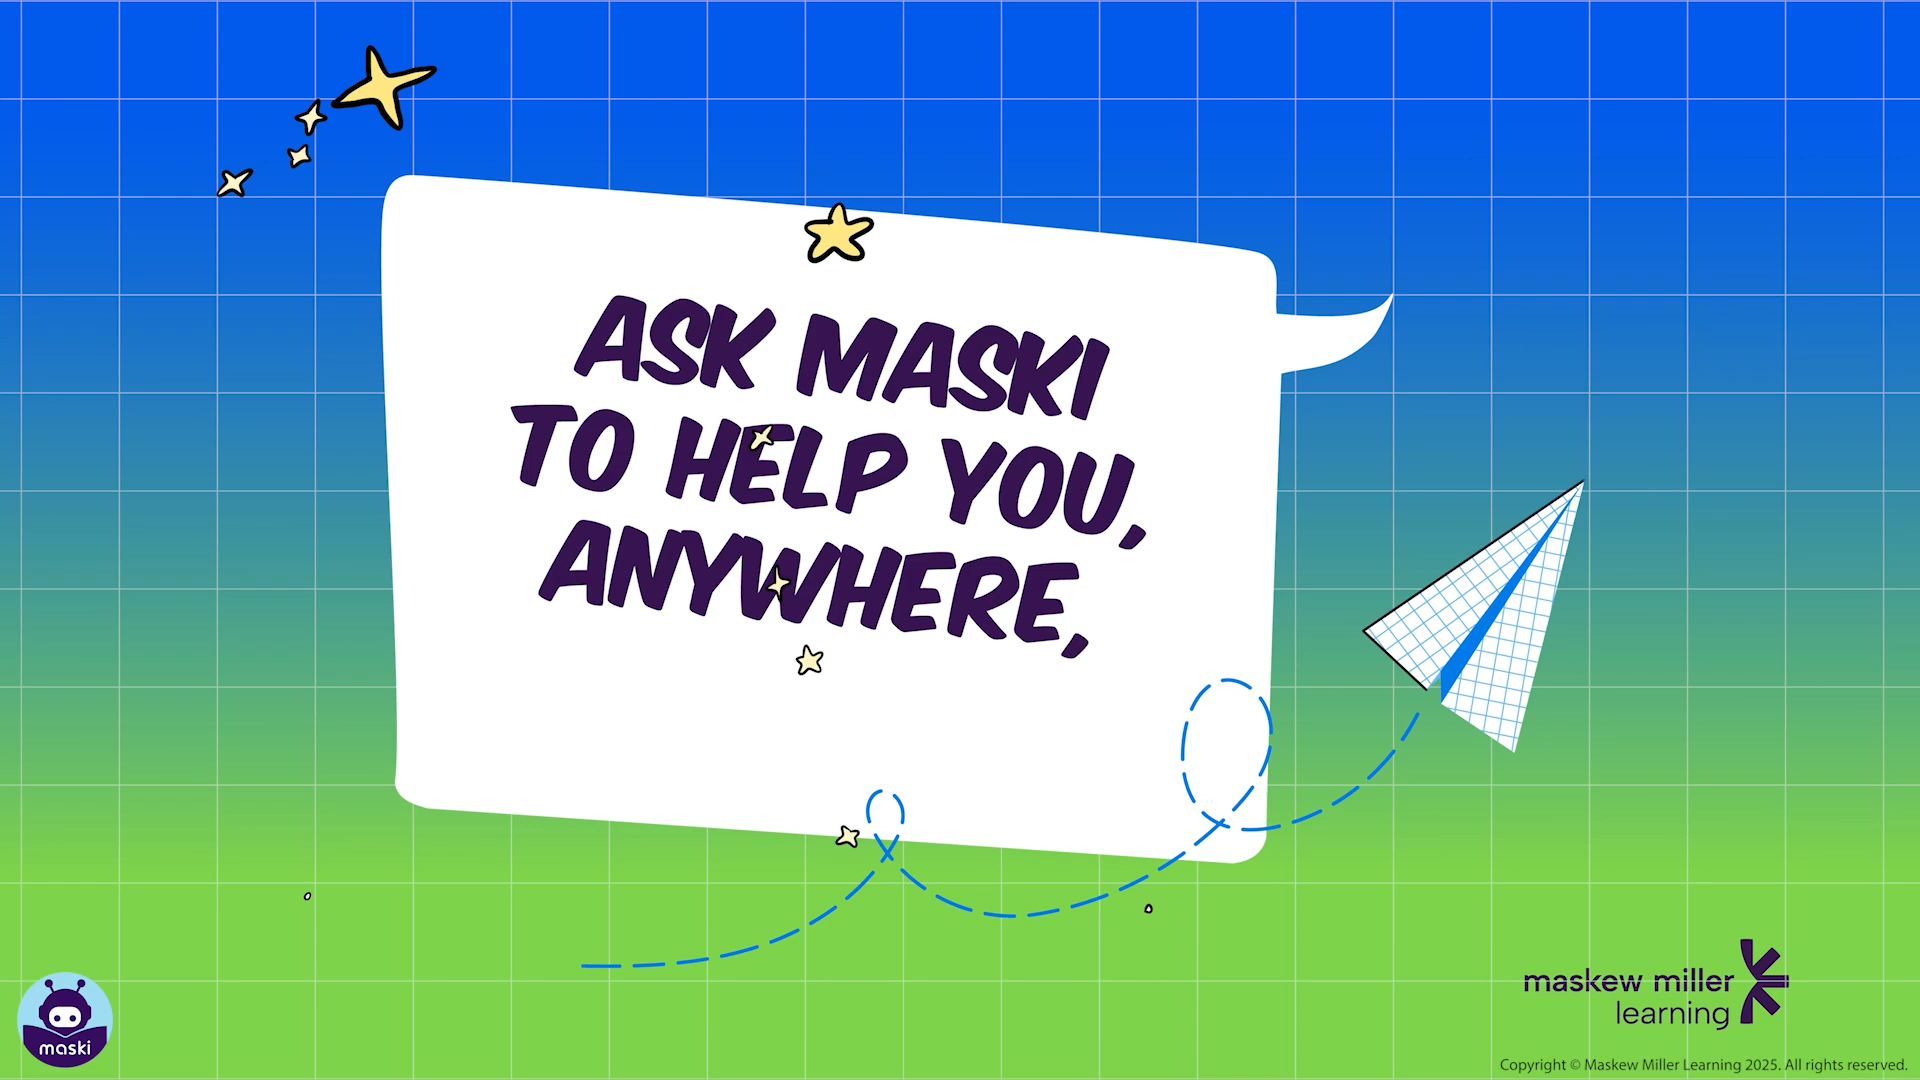 ASK MASKI
TO HELP YOU,
ANYWHERE,
maskew miller
learning
maski
Copyright © Maskew Miller Learning 2025. All rights reserved.